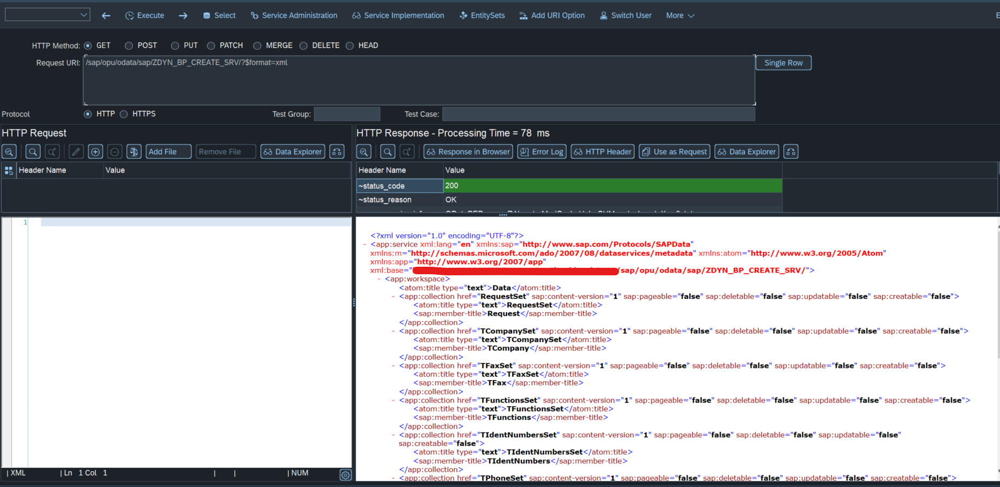 Execute Select Service Administration Service Implementation EntitySets Add URI Option Switch User More E
HTTP Method: GET POST PUT PATCH MERGE DELETE HEAD
Request URI: /sap/opu/odata/sap/ZDYN_BP_CREATE_SRV/?$format=xml Single Row
Protocol HTTP HTTPS Test Group: Test Case:
HTTP Request
Add File Remove File Data Explorer
Header Name Value
1
| XML | Ln 1 Col 1 | | | NUM
HTTP Response - Processing Time = 78 ms
Response in Browser Error Log HTTP Header Use as Request Data Explorer
Header Name Value
~status_code 200
~status_reason OK
<?xml version="1.0" encoding="UTF-8"?>
- <app:service xml:lang="en" xmlns:sap="http://www.sap.com/Protocols/SAPData"
xmlns:m="http://schemas.microsoft.com/ado/2007/08/dataservices/metadata" xmlns:atom="http://www.w3.org/2005/Atom"
xmlns:app="http://www.w3.org/2007/app"
xml:base=" /sap/opu/odata/sap/ZDYN_BP_CREATE_SRV/">
- <app:workspace>
<atom:title type="text">Data</atom:title>
- <app:collection href="RequestSet" sap:content-version="1" sap:pageable="false" sap:deletable="false" sap:updatable="false" sap:creatable="false">
<atom:title type="text">RequestSet</atom:title>
<sap:member-title>Request</sap:member-title>
</app:collection>
- <app:collection href="TCompanySet" sap:content-version="1" sap:pageable="false" sap:deletable="false" sap:updatable="false" sap:creatable="false">
<atom:title type="text">TCompanySet</atom:title>
<sap:member-title>TCompany</sap:member-title>
</app:collection>
- <app:collection href="TFaxSet" sap:content-version="1" sap:pageable="false" sap:deletable="false" sap:updatable="false" sap:creatable="false">
<atom:title type="text">TFaxSet</atom:title>
<sap:member-title>TFax</sap:member-title>
</app:collection>
- <app:collection href="TFunctionsSet" sap:content-version="1" sap:pageable="false" sap:deletable="false" sap:updatable="false" sap:creatable="false">
<atom:title type="text">TFunctionsSet</atom:title>
<sap:member-title>TFunctions</sap:member-title>
</app:collection>
- <app:collection href="TIdentNumbersSet" sap:content-version="1" sap:pageable="false" sap:deletable="false" sap:updatable="false"
sap:creatable="false">
<atom:title type="text">TIdentNumbersSet</atom:title>
<sap:member-title>TIdentNumbers</sap:member-title>
</app:collection>
- <app:collection href="TPhoneSet" sap:content-version="1" sap:pageable="false" sap:deletable="false" sap:updatable="false" sap:creatable="false">